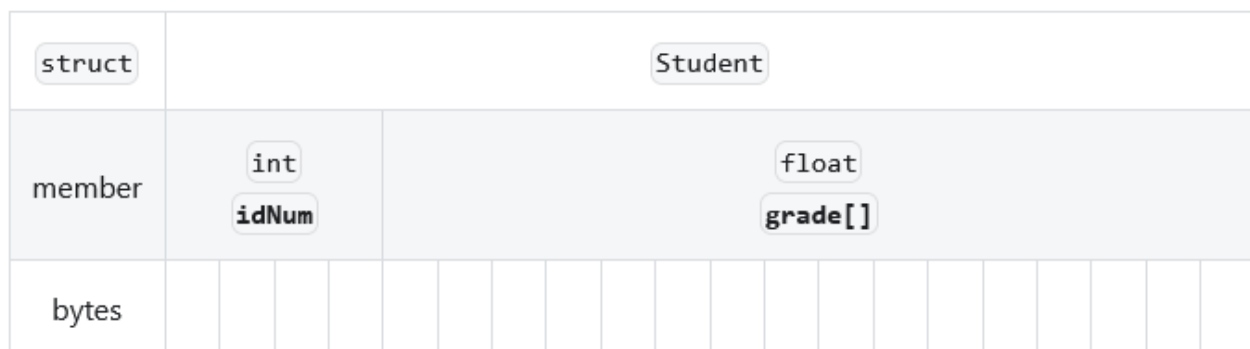 struct
Student
member
int
idNum
float
grade[]
bytes